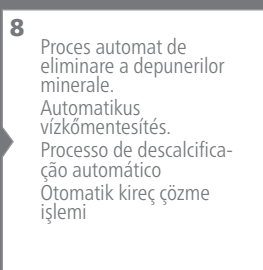 8
Proces automat de
eliminare a depunerilor
minerale.
Automatikus
vízkőmentesítés.
Processo de descalcifica-
ção automático
Otomatik kireç çözme
işlemi